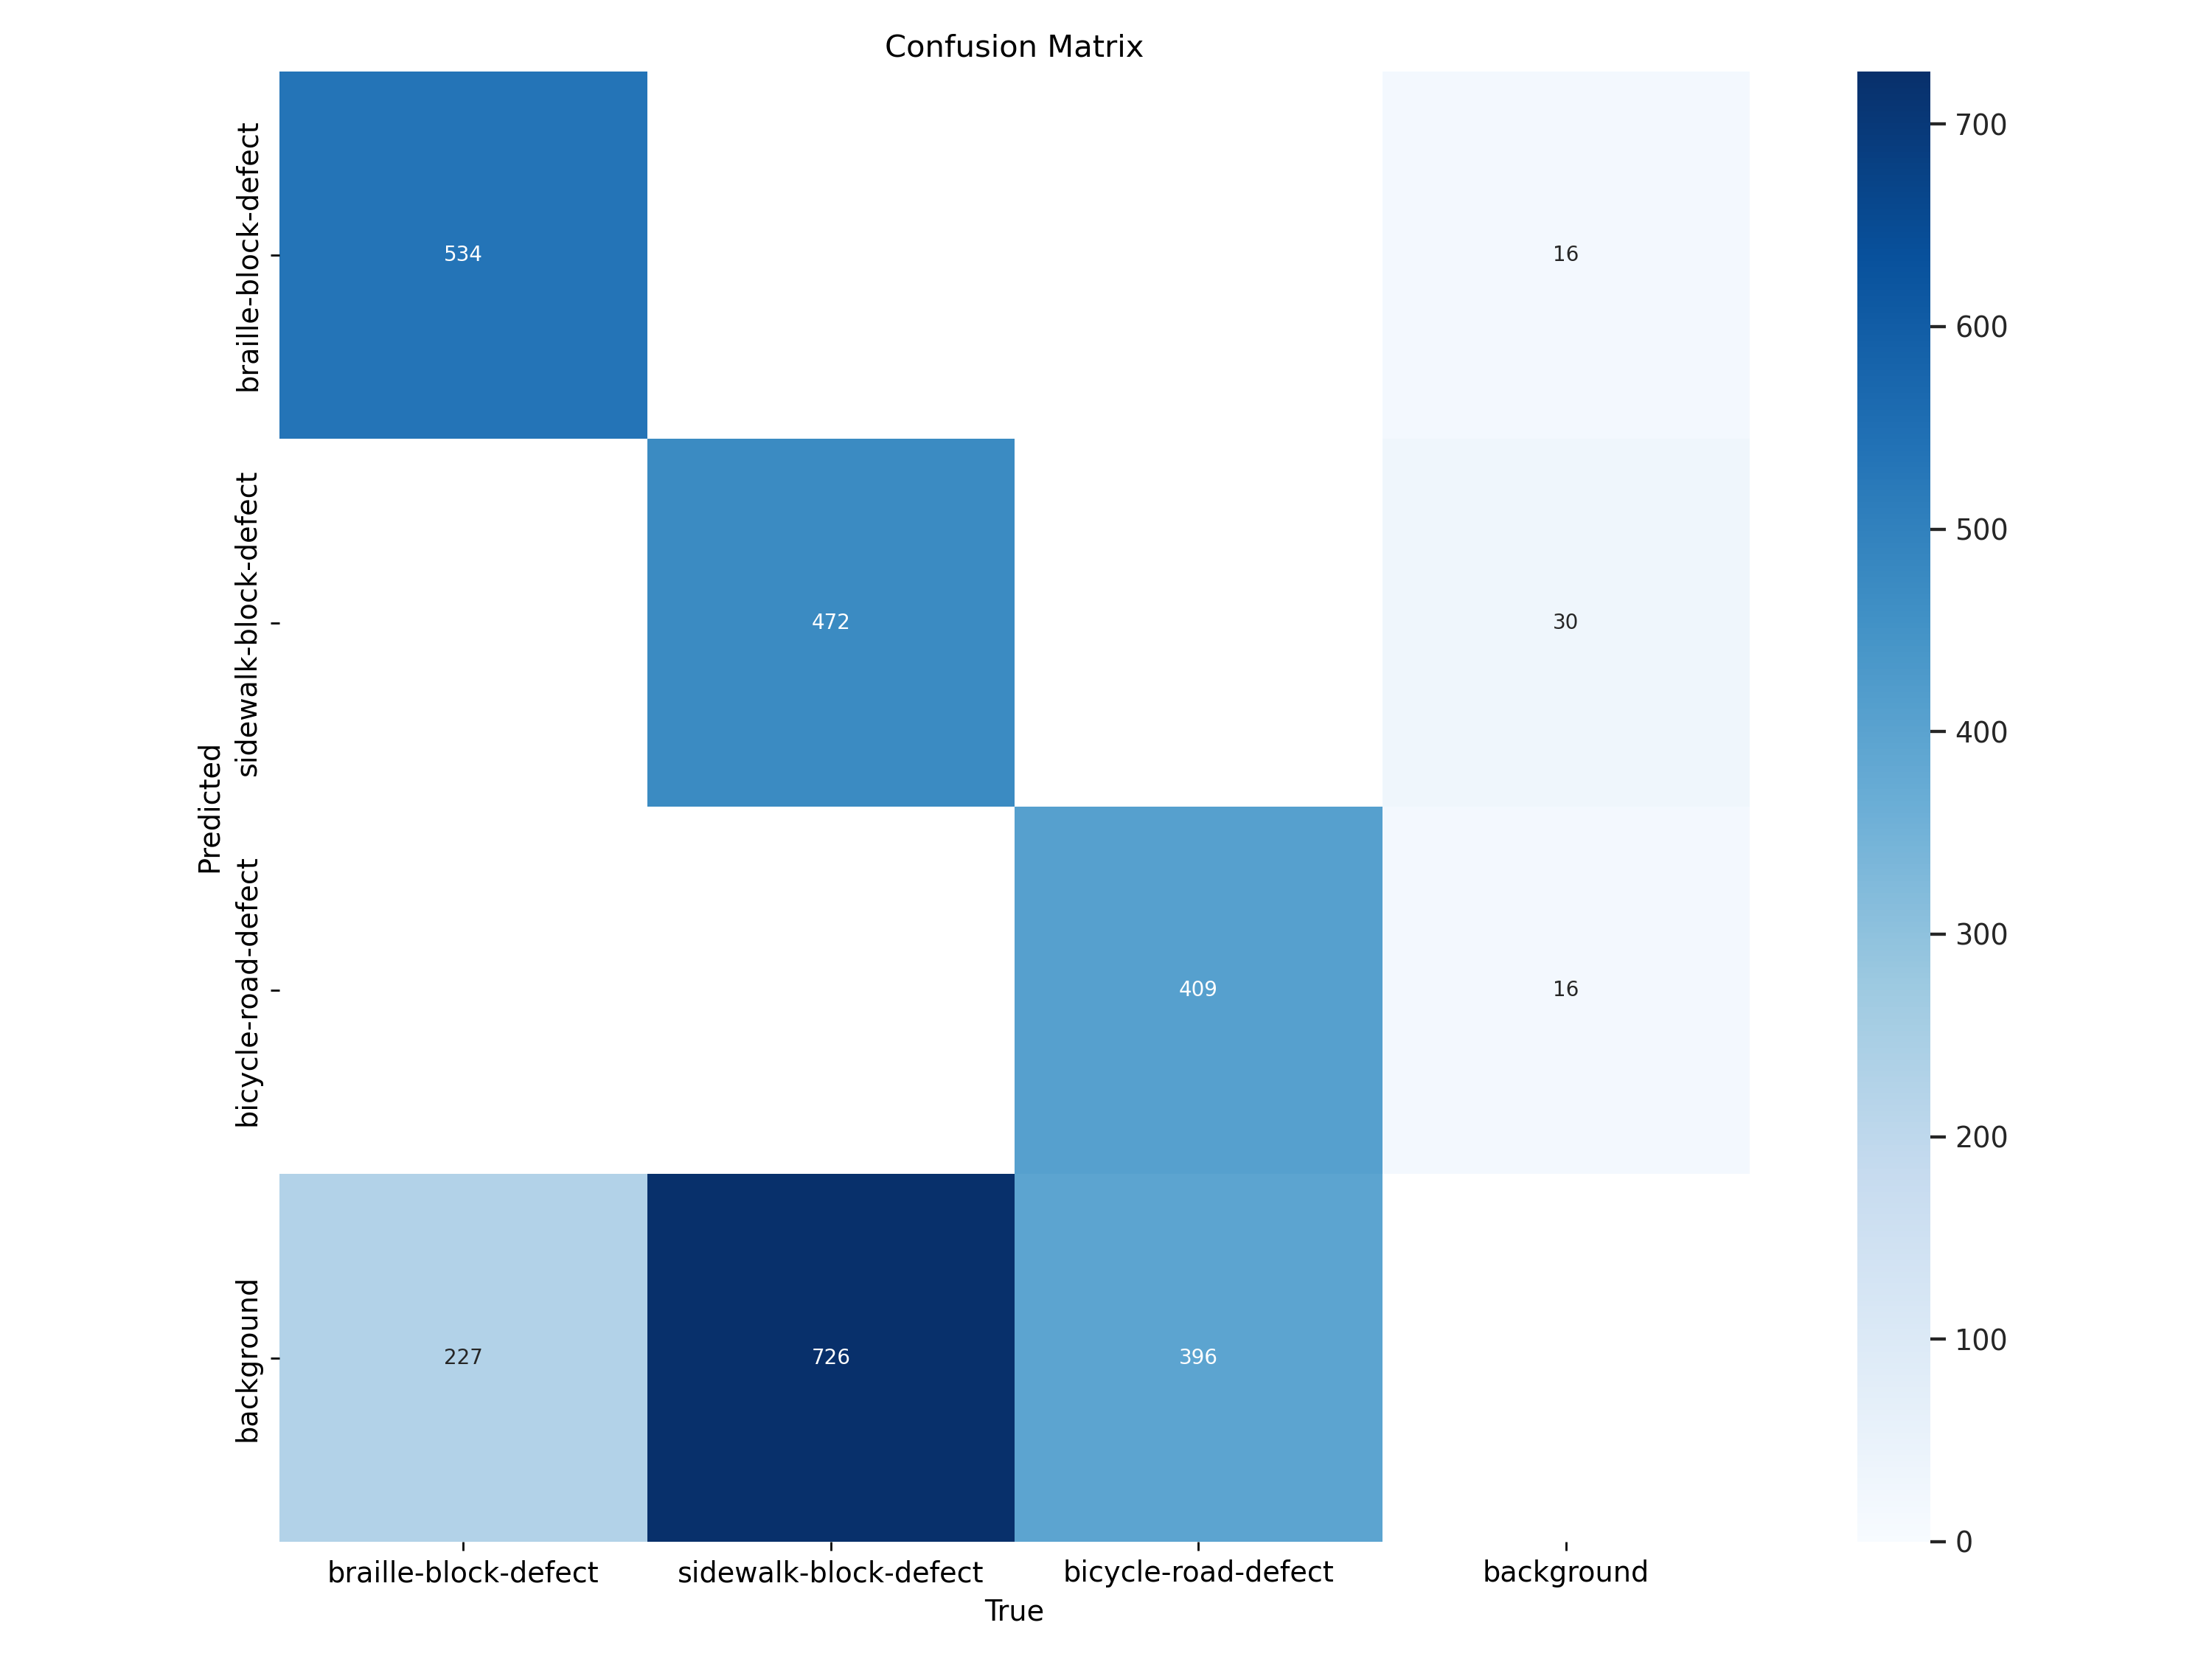 Confusion Matrix
braille-block-defect
sidewalk-block-defect
bicycle-road-defect
background
Predicted
534
16
472
30
409
16
227
726
396
braille-block-defect
sidewalk-block-defect
bicycle-road-defect
background
True
700
600
500
400
300
200
100
0